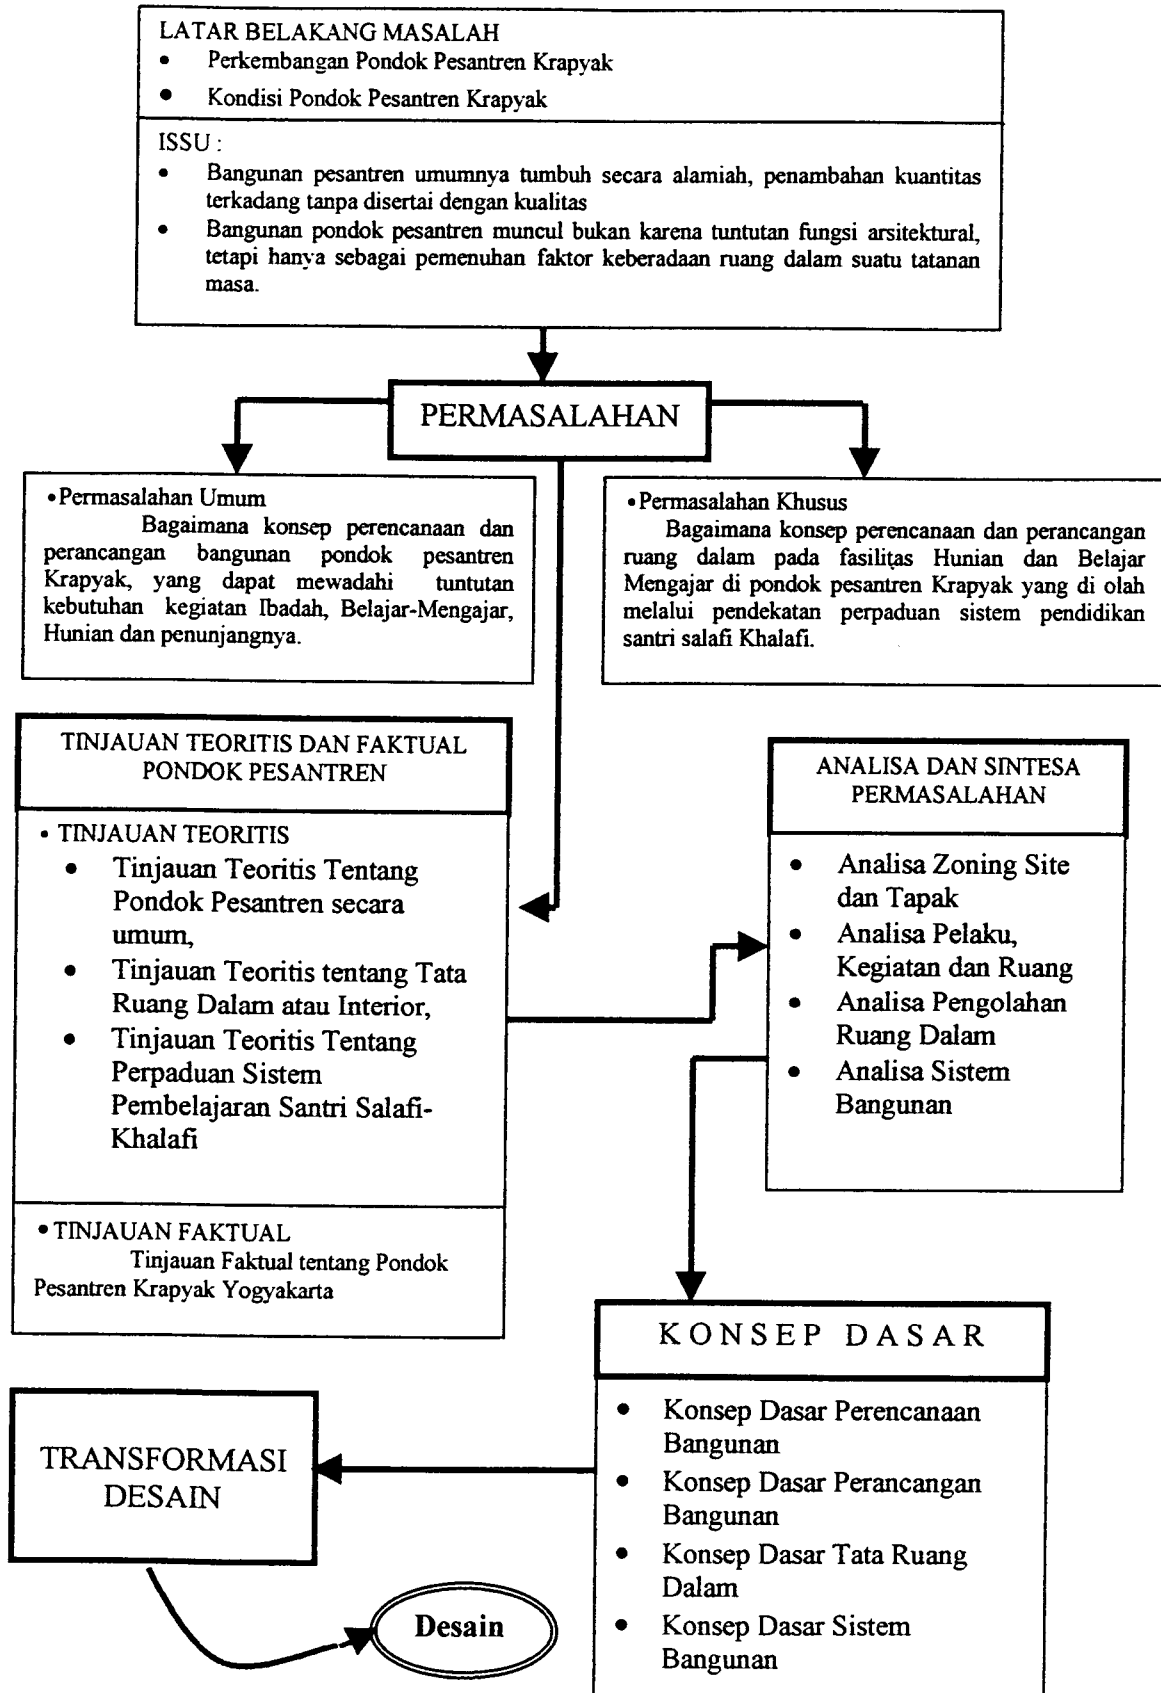 LATAR BELAKANG MASALAH
• Perkembangan Pondok Pesantren Krapyak
• Kondisi Pondok Pesantren Krapyak
ISSU :
• Bangunan pesantren umumnya tumbuh secara alamiah, penambahan kuantitas
terkadang tanpa disertai dengan kualitas
• Bangunan pondok pesantren muncul bukan karena tuntutan fungsi arsitektural,
tetapi hanya sebagai pemenuhan faktor keberadaan ruang dalam suatu tatanan
masa.
PERMASALAHAN
•Permasalahan Umum
Bagaimana konsep perencanaan dan
perancangan bangunan pondok pesantren
Krapyak, yang dapat mewadahi tuntutan
kebutuhan kegiatan Ibadah, Belajar-Mengajar,
Hunian dan penunjangnya.
•Permasalahan Khusus
Bagaimana konsep perencanaan dan perancangan
ruang dalam pada fasilitas Hunian dan Belajar
Mengajar di pondok pesantren Krapyak yang di olah
melalui pendekatan perpaduan sistem pendidikan
santri salafi Khalafi.
TINJAUAN TEORITIS DAN FAKTUAL
PONDOK PESANTREN
• TINJAUAN TEORITIS
• Tinjauan Teoritis Tentang
Pondok Pesantren secara
umum,
• Tinjauan Teoritis tentang Tata
Ruang Dalam atau Interior,
• Tinjauan Teoritis Tentang
Perpaduan Sistem
Pembelajaran Santri Salafi-
Khalafi
• TINJAUAN FAKTUAL
Tinjauan Faktual tentang Pondok
Pesantren Krapyak Yogyakarta
ANALISA DAN SINTESA
PERMASALAHAN
• Analisa Zoning Site
dan Tapak
• Analisa Pelaku,
Kegiatan dan Ruang
• Analisa Pengolahan
Ruang Dalam
• Analisa Sistem
Bangunan
KONSEP DASAR
• Konsep Dasar Perencanaan
Bangunan
• Konsep Dasar Perancangan
Bangunan
• Konsep Dasar Tata Ruang
Dalam
• Konsep Dasar Sistem
Bangunan
TRANSFORMASI
DESAIN
Desain